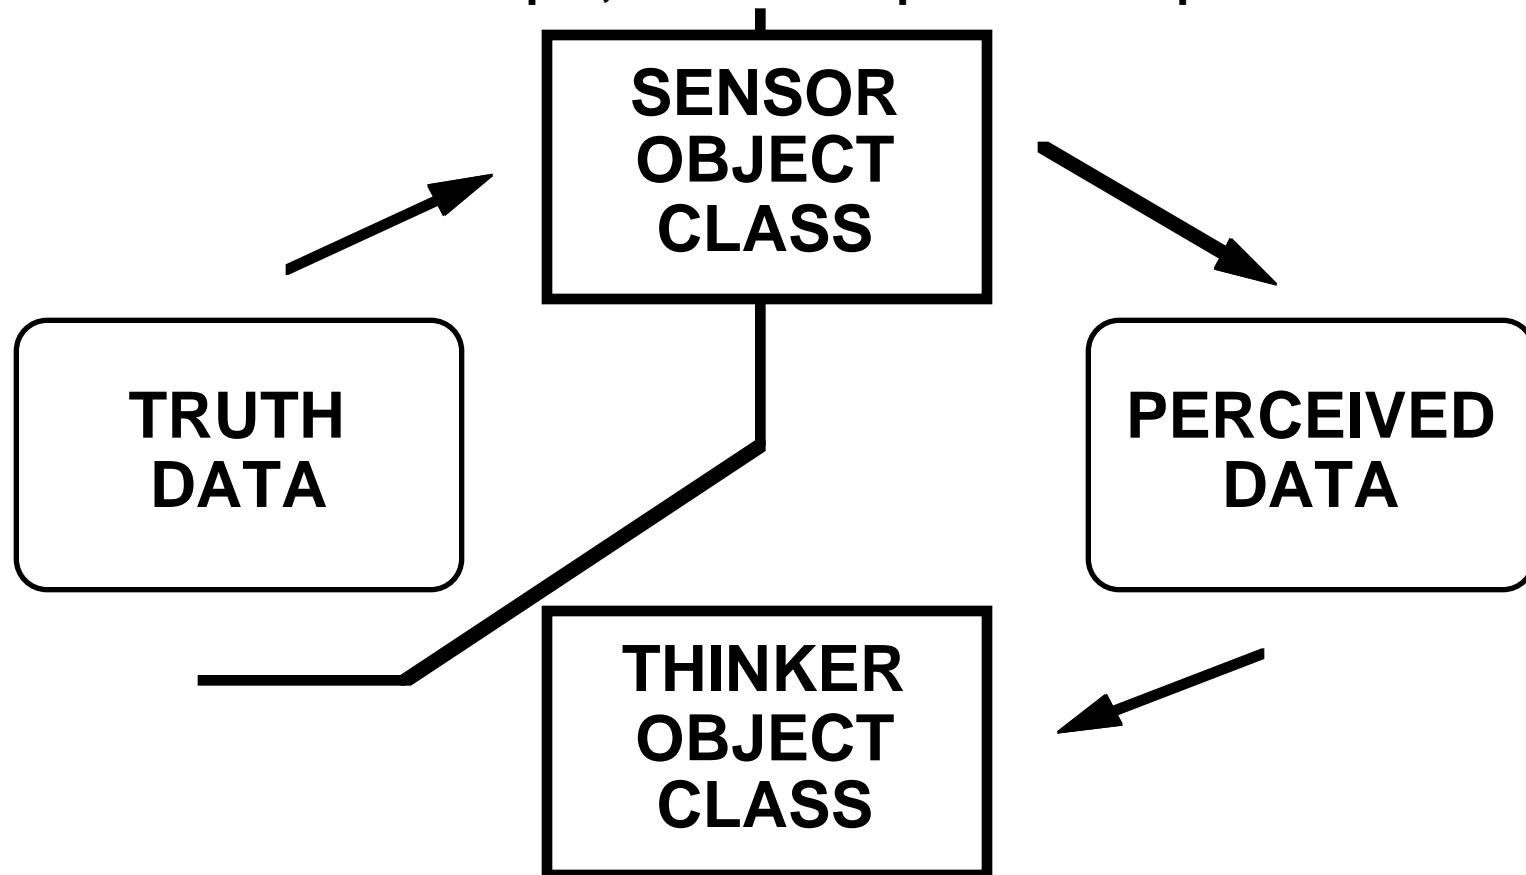 SENSOR
OBJECT
CLASS
TRUTH
DATA
PERCEIVED
DATA
THINKER
OBJECT
CLASS